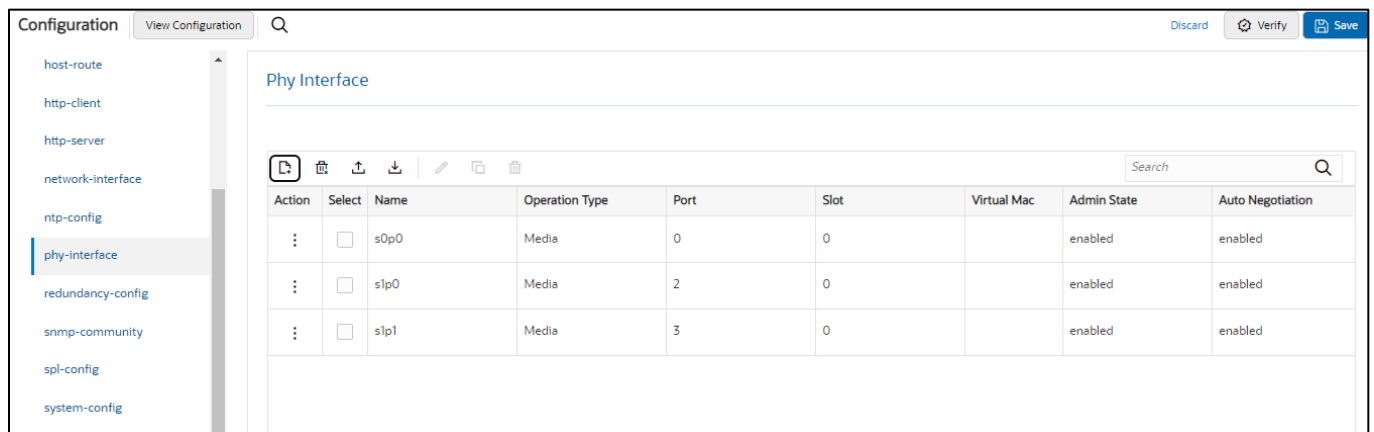 Configuration View Configuration Discard Verify Save
host-route
Phy Interface
http-client
http-server
network-interface
Search
Action Select Name Operation Type Port Slot Virtual Mac Admin State Auto Negotiation
ntp-config
s0p0 Media 0 0 enabled enabled
phy-interface
s1p0 Media 2 0 enabled enabled
redundancy-config
snmp-community
s1p1 Media 3 0 enabled enabled
spl-config
system-config